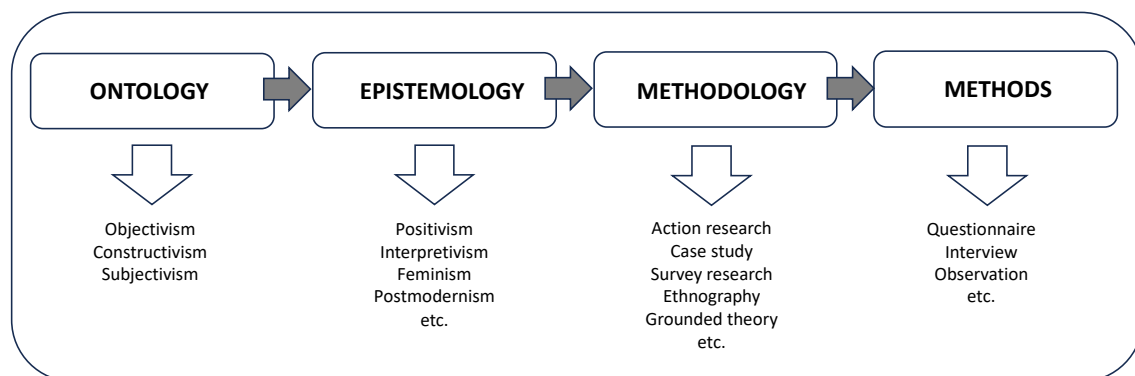 ONTOLOGY
EPISTEMOLOGY
METHODOLOGY
METHODS
Objectivism
Constructivism
Subjectivism
Positivism
Interpretivism
Feminism
Postmodernism
etc.
Action research
Case study
Survey research
Ethnography
Grounded theory
etc.
Questionnaire
Interview
Observation
etc.